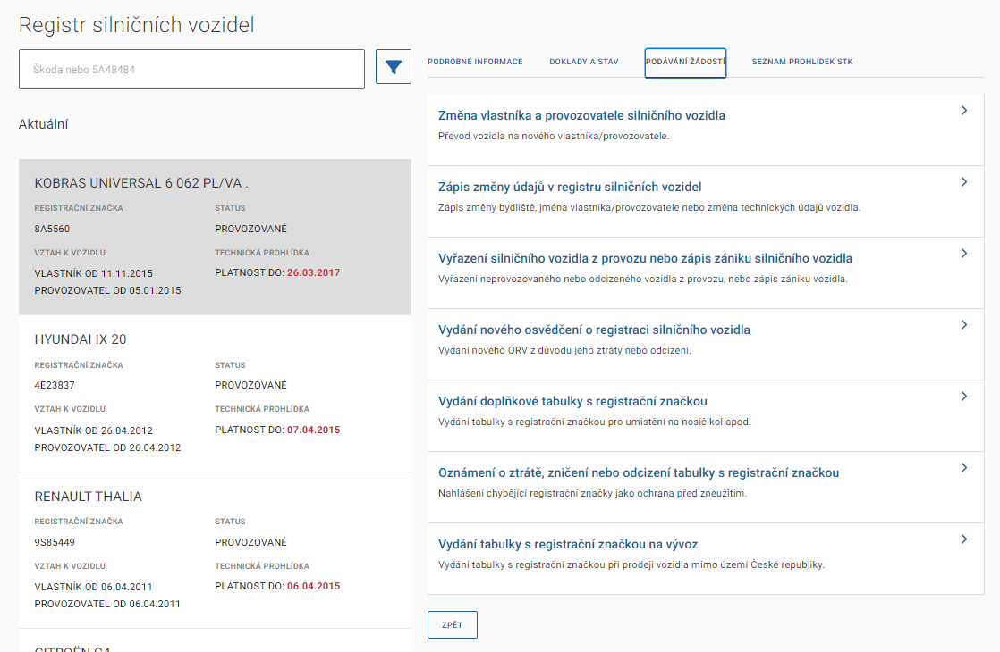 Registr silničních vozidel
Škoda nebo 5A48484
Aktuální
KOBRAS UNIVERSAL 6 062 PL/VA .
REGISTRAČNÍ ZNAČKA
STATUS
8A5560
PROVOZOVANÉ
VZTAH K VOZIDLU
TECHNICKÁ PROHLÍDKA
VLASTNÍK OD 11.11.2015
PLATNOST DO: 26.03.2017
PROVOZOVATEL OD 05.01.2015
HYUNDAI IX 20
REGISTRAČNÍ ZNAČKA
STATUS
4E23837
PROVOZOVANÉ
VZTAH K VOZIDLU
TECHNICKÁ PROHLÍDKA
VLASTNÍK OD 26.04.2012
PLATNOST DO: 07.04.2015
PROVOZOVATEL OD 26.04.2012
RENAULT THALIA
REGISTRAČNÍ ZNAČKA
STATUS
9S85449
PROVOZOVANÉ
VZTAH K VOZIDLU
TECHNICKÁ PROHLÍDKA
VLASTNÍK OD 06.04.2011
PLATNOST DO: 06.04.2015
PROVOZOVATEL OD 06.04.2011
CITROËN C4
PODROBNÉ INFORMACE
DOKLADY A STAV
PODÁVÁNÍ ŽÁDOSTÍ
SEZNAM PROHLÍDEK STK
Změna vlastníka a provozovatele silničního vozidla
Převod vozidla na nového vlastníka/provozovatele.
Zápis změny údajů v registru silničních vozidel
Zápis změny bydliště, jména vlastníka/provozovatele nebo změna technických údajů vozidla.
Vyřazení silničního vozidla z provozu nebo zápis zániku silničního vozidla
Vyřazení neprovozovaného nebo odcizeného vozidla z provozu, nebo zápis zániku vozidla.
Vydání nového osvědčení o registraci silničního vozidla
Vydání nového ORV z důvodu jeho ztráty nebo odcizení.
Vydání doplňkové tabulky s registrační značkou
Vydání tabulky s registrační značkou pro umístění na nosič kol apod.
Oznámení o ztrátě, zničení nebo odcizení tabulky s registrační značkou
Nahlášení chybějící registrační značky jako ochrana před zneužitím.
Vydání tabulky s registrační značkou na vývoz
Vydání tabulky s registrační značkou při prodeji vozidla mimo území České republiky.
ZPĚT